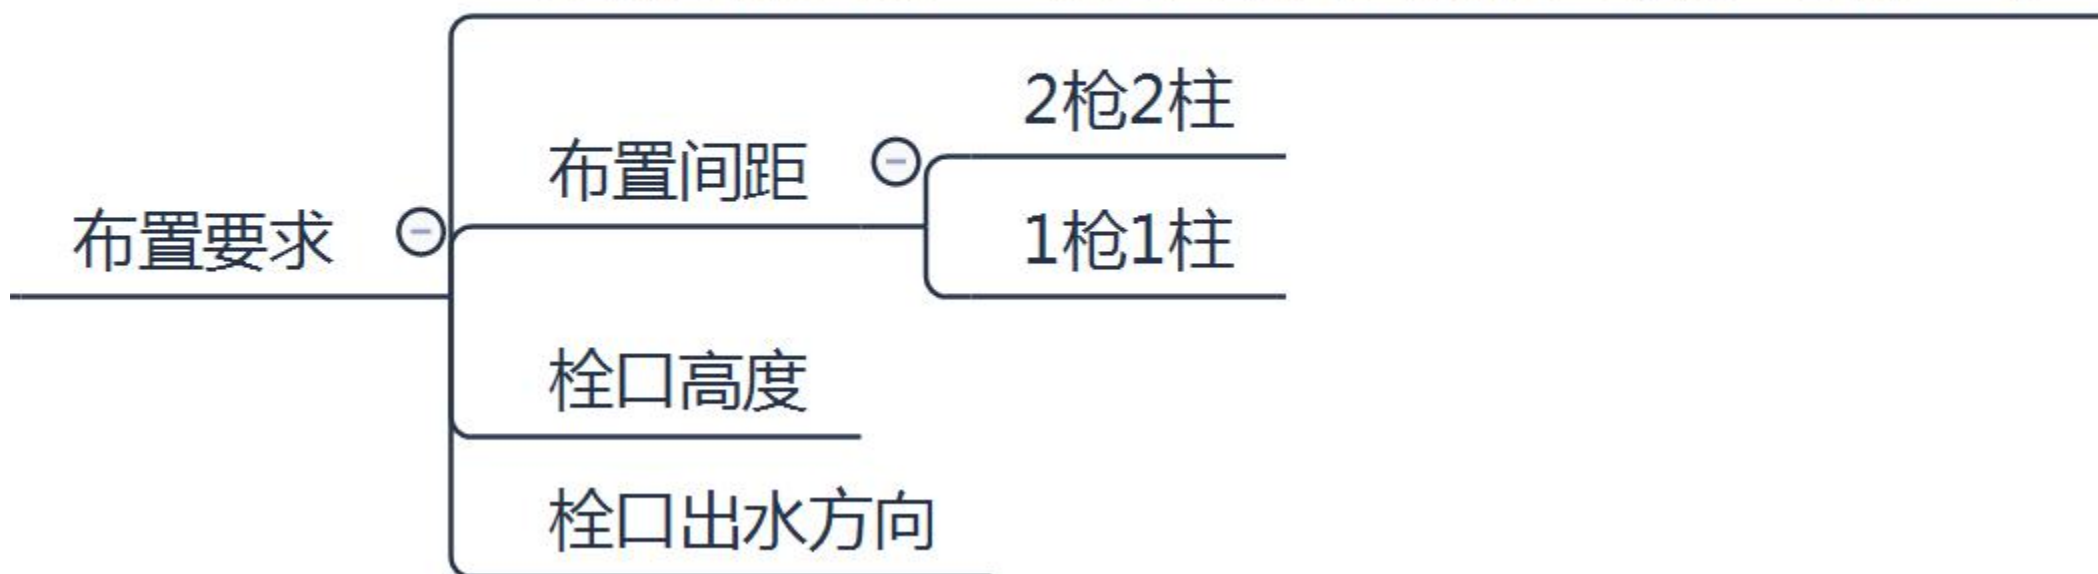 2枪2柱
布置间距
布置要求
1枪1柱
栓口高度
栓口出水方向